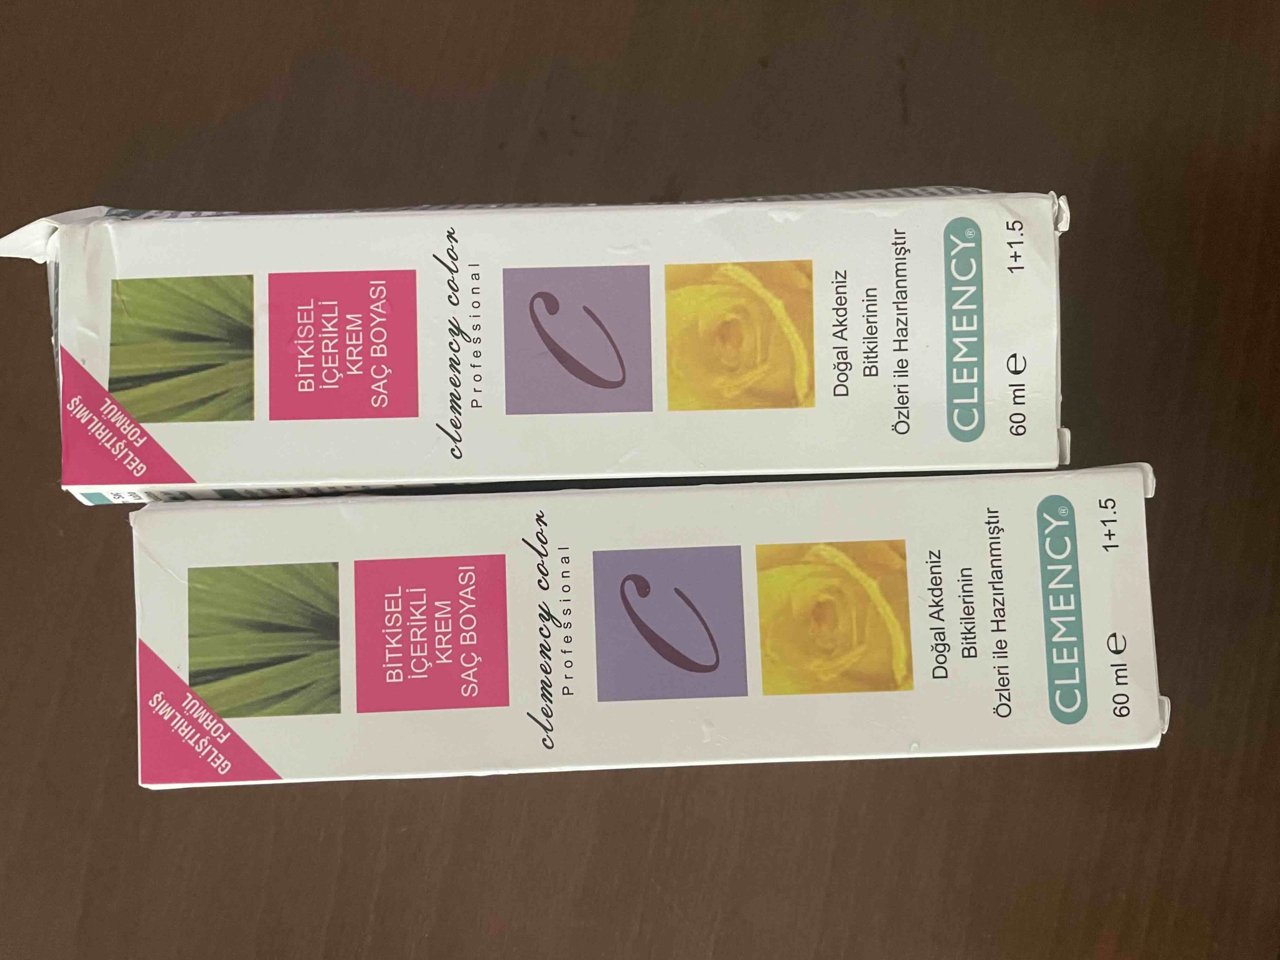 GELİŞTİRİLMİŞ
FORMÜL
BİTKİSEL
İÇERİKLİ
KREM
SAÇ BOYASI
clemency color
Professional
C
Doğal Akdeniz
Bitkilerinin
Özleri ile Hazırlanmıştır
CLEMENCY®
60 ml e
1+1.5
GELİŞTİRİLMİŞ
FORMÜL
BİTKİSEL
İÇERİKLİ
KREM
SAÇ BOYASI
clemency color
Professional
C
Doğal Akdeniz
Bitkilerinin
Özleri ile Hazırlanmıştır
CLEMENCY®
60 ml e
1+1.5